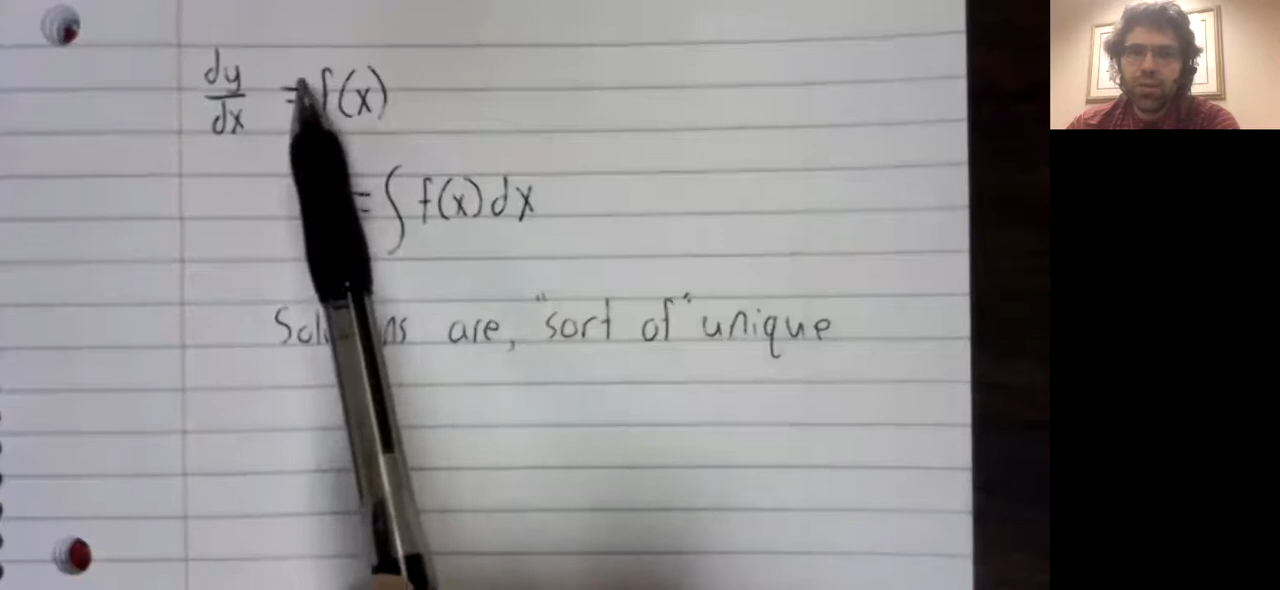 dy/dx = f(x)
= ∫ f(x) dx
are, "sort of" unique